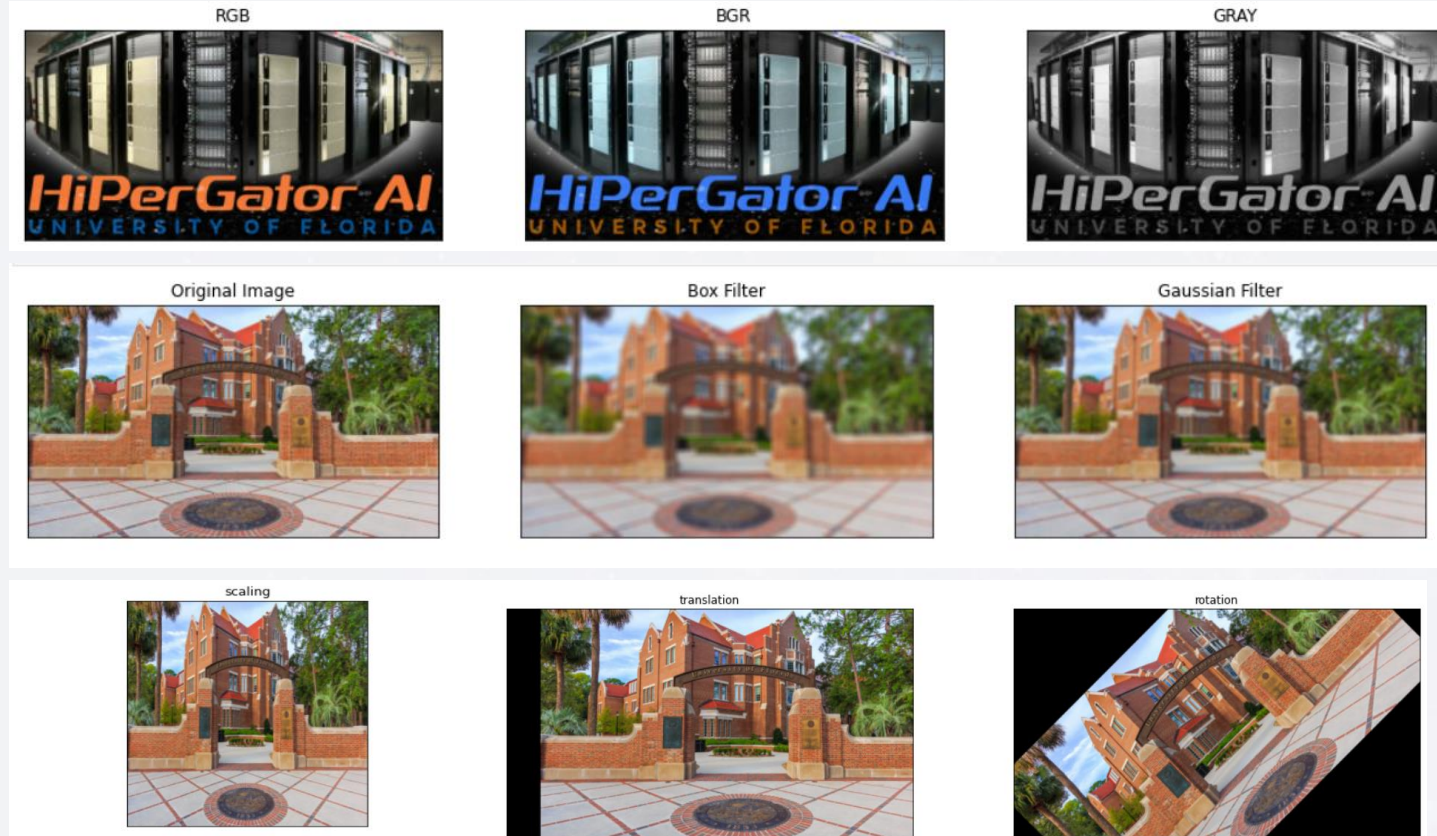 RGB
BGR
GRAY
HiPerGator AI
UNIVERSITY OF FLORIDA
HiPerGator AI
UNIVERSITY OF FLORIDA
HiPerGator AI
UNIVERSITY OF FLORIDA
Original Image
Box Filter
Gaussian Filter
scaling
translation
rotation